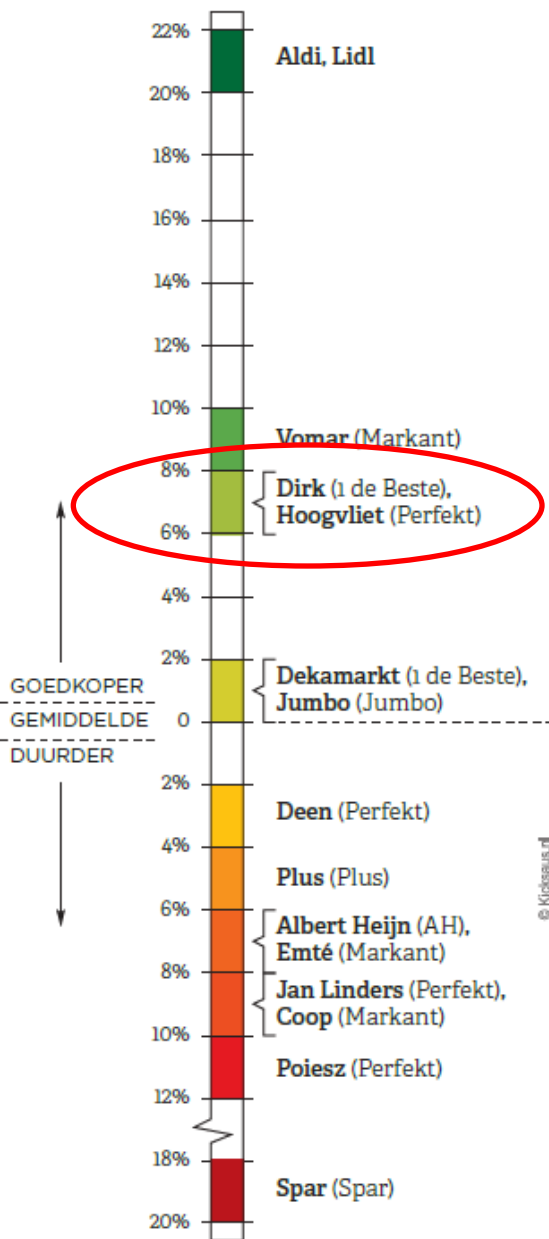 22%
Aldi, Lidl
20%
18%
16%
14%
12%
10%
Vomar (Markant)
8%
Dirk (1 de Beste),
Hoogvliet (Perfekt)
6%
4%
2%
Dekamarkt (1 de Beste),
Jumbo (Jumbo)
GOEDKOPER
GEMIDDELDE
0
DUURDER
2%
Deen (Perfekt)
4%
Plus (Plus)
6%
Albert Heijn (AH),
Emté (Markant)
8%
Jan Linders (Perfekt),
Coop (Markant)
10%
Poiesz (Perfekt)
12%
18%
Spar (Spar)
20%
© Kicksaus.nl